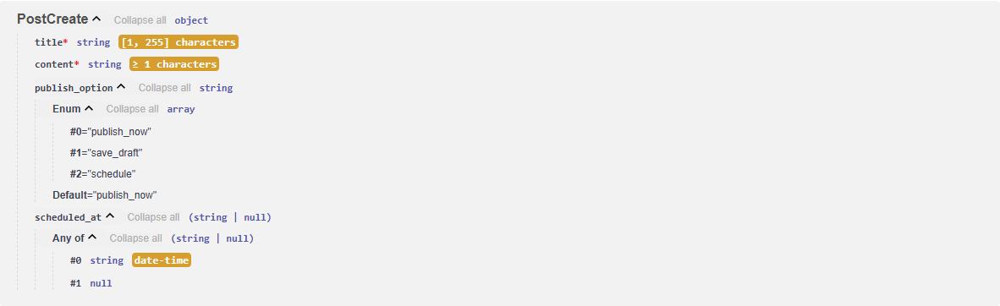 PostCreate Collapse all object
title* string [1, 255] characters
content* string ≥ 1 characters
publish_option Collapse all string
Enum Collapse all array
#0="publish_now"
#1="save_draft"
#2="schedule"
Default="publish_now"
scheduled_at Collapse all (string | null)
Any of Collapse all (string | null)
#0 string date-time
#1 null